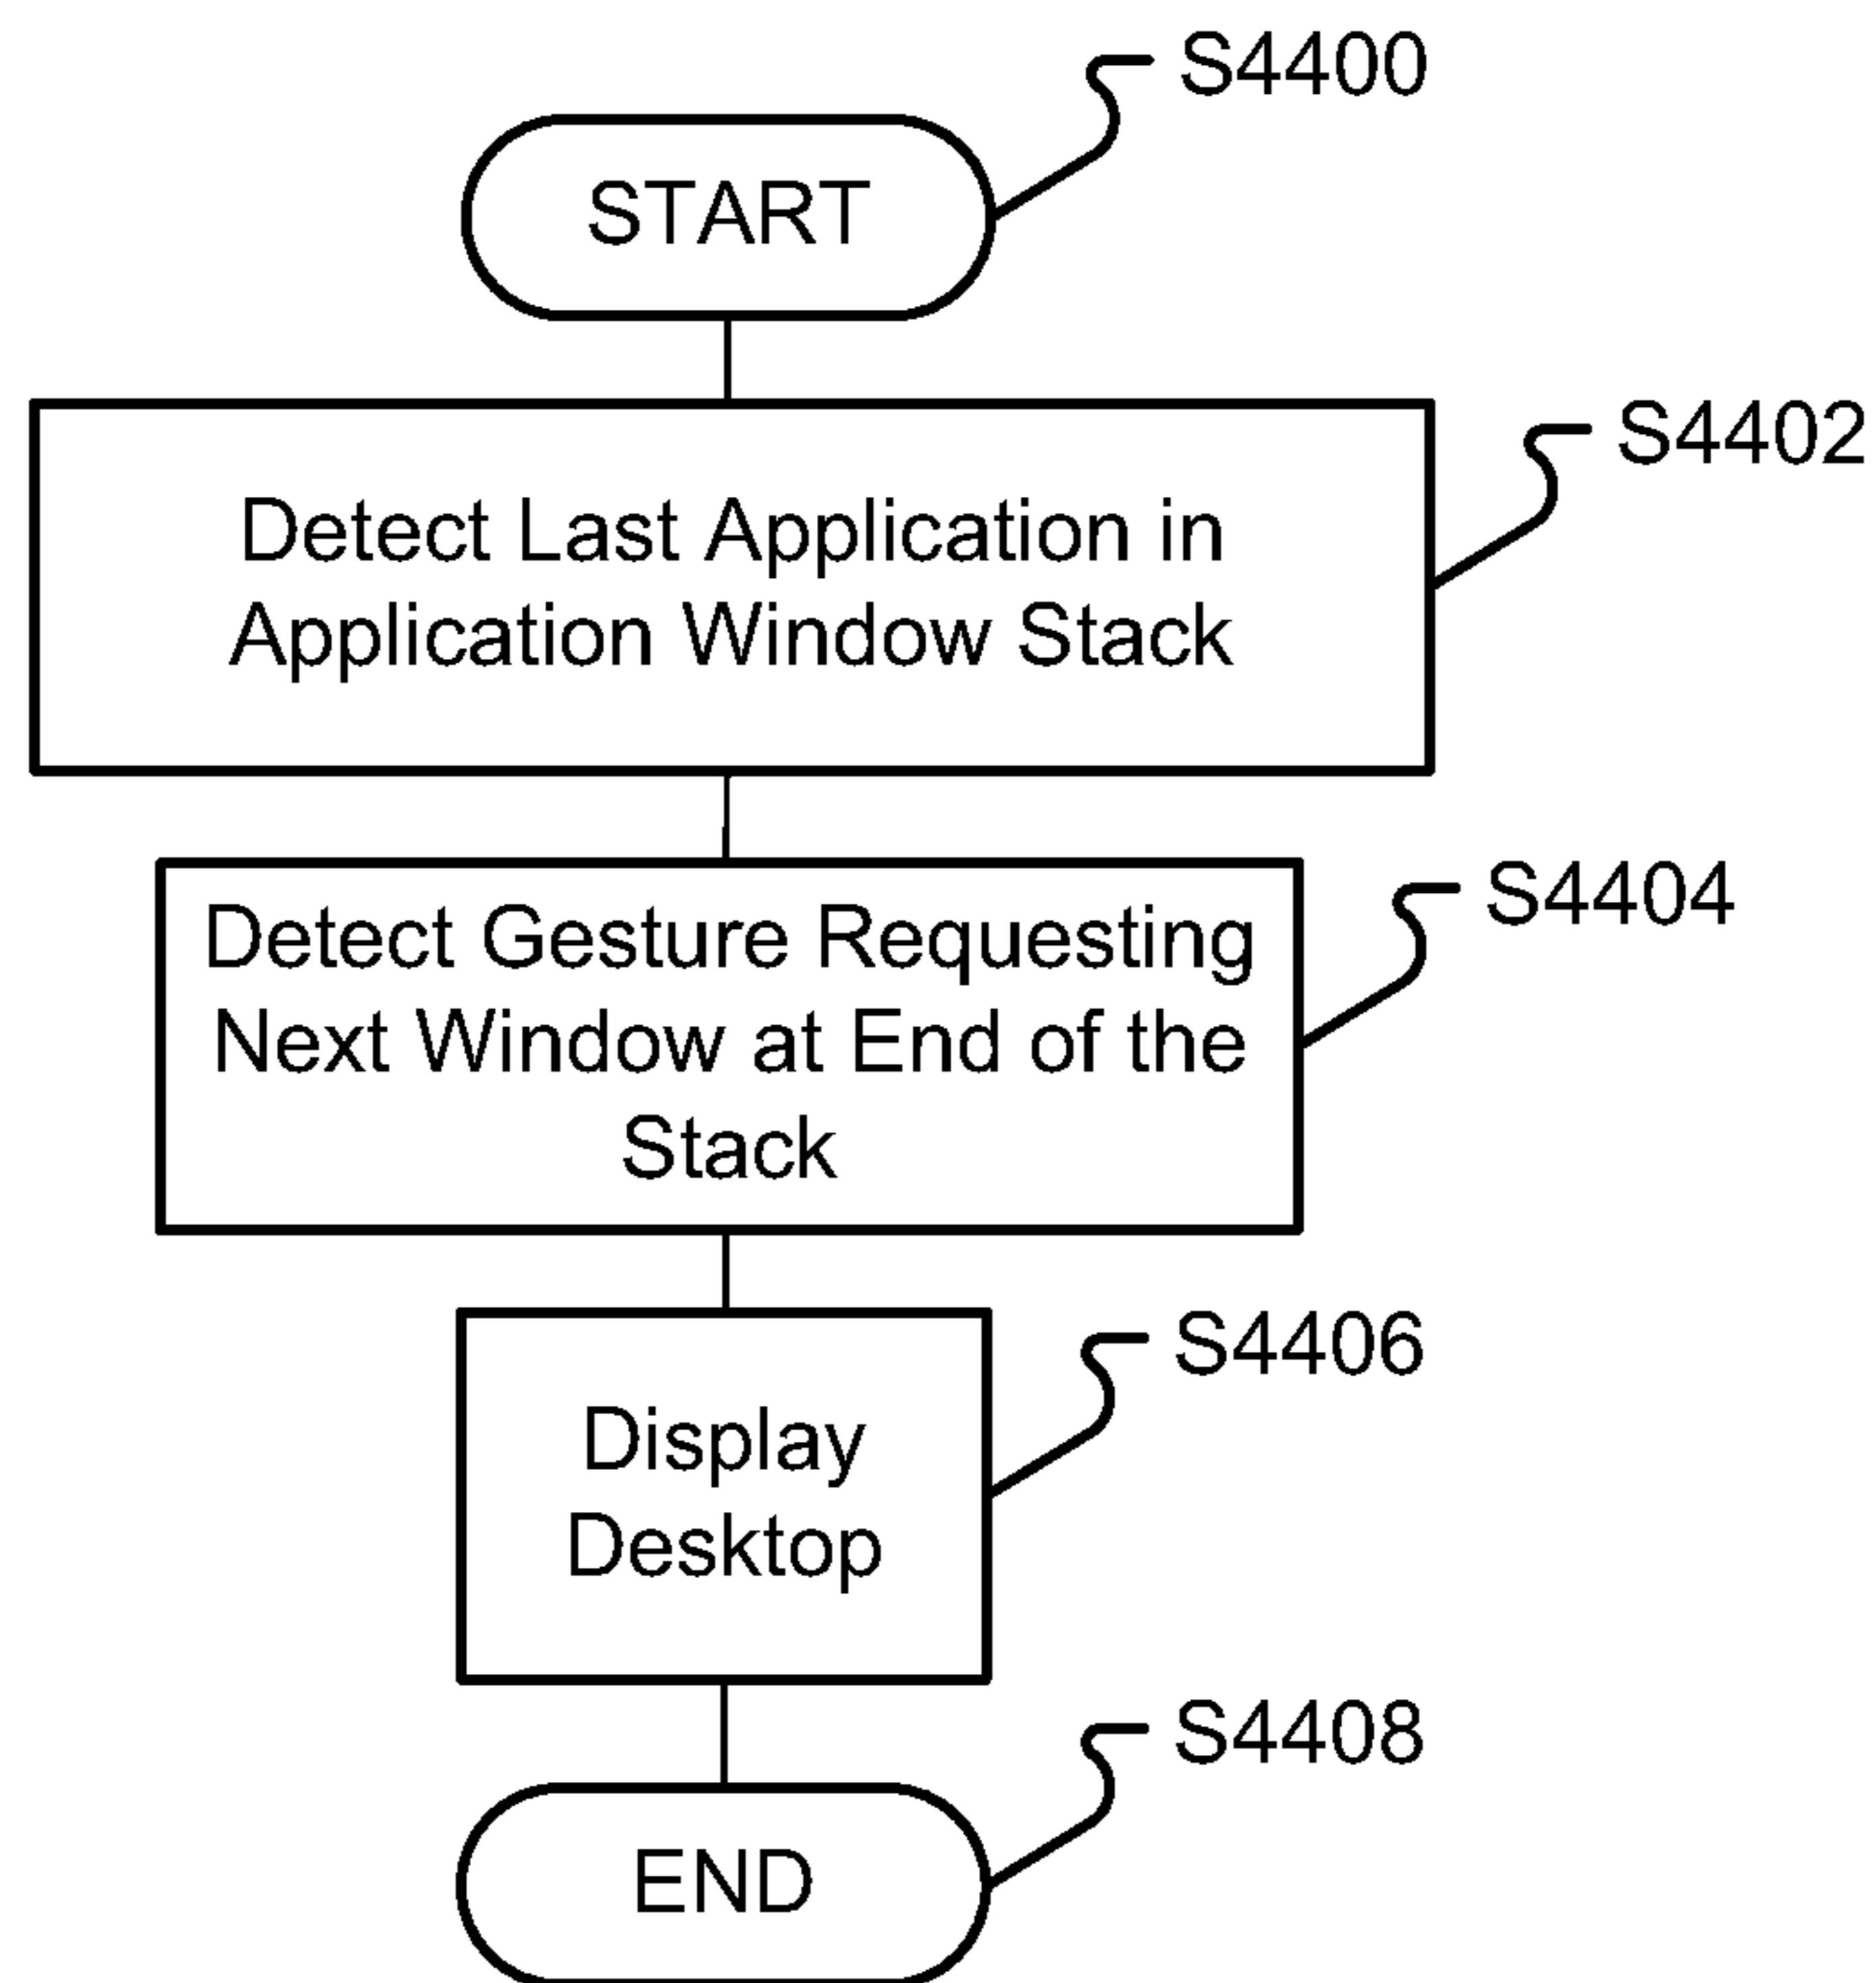 S4400
START
S4402
Detect Last Application in
Application Window Stack
S4404
Detect Gesture Requesting
Next Window at End of the
Stack
S4406
Display
Desktop
S4408
END